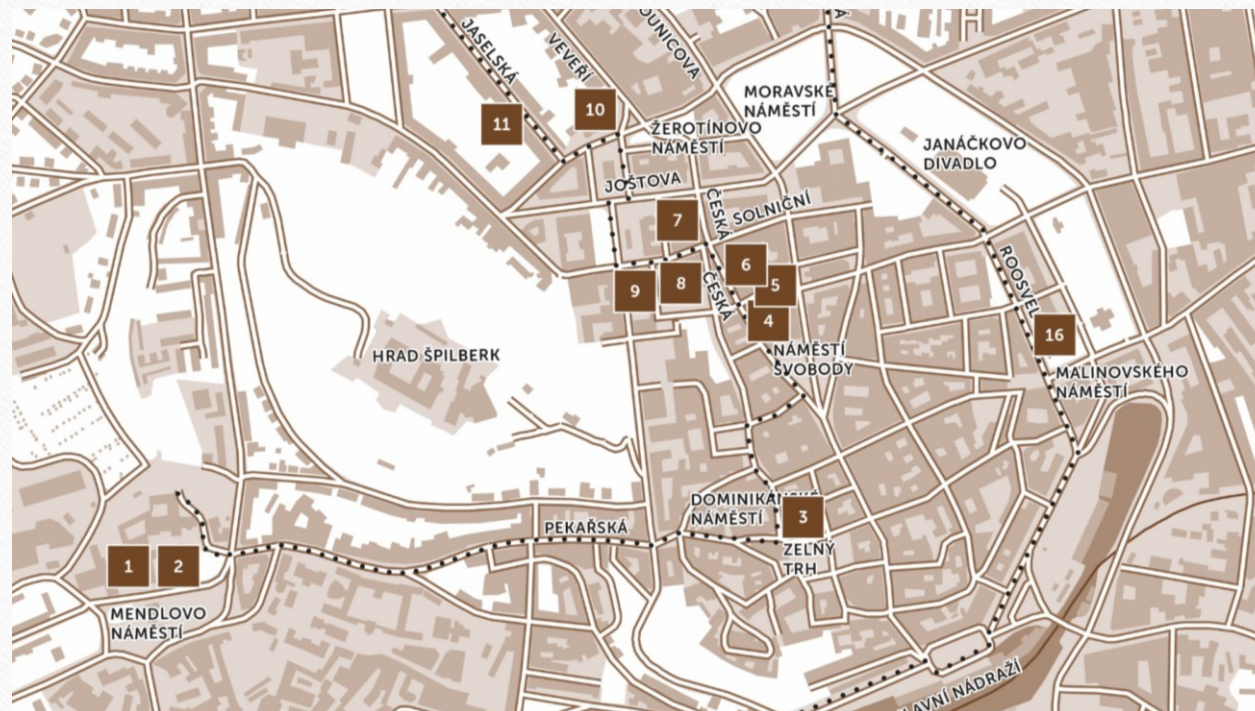 JASELSKÁ
VEVEŘÍ
OUNICOVA
MORAVSKÉ
NÁMĚSTÍ
10
11
ŽEROTÍNOVO
NÁMĚSTÍ
JANÁČKOVO
DIVADLO
JOŠTOVA
ČESKÁ
SOLNIČNÍ
7
6
5
8
9
ČESKÁ
4
ROOSVEL
16
HRAD ŠPILBERK
NÁMĚSTÍ
SVOBODY
MALINOVSKÉHO
NÁMĚSTÍ
DOMINIKÁNSKÉ
NÁMĚSTÍ
3
PEKAŘSKÁ
ZELNÝ
TRH
1
2
MENDLOVO
NÁMĚSTÍ
LAVNÍ NÁDRAŽÍ